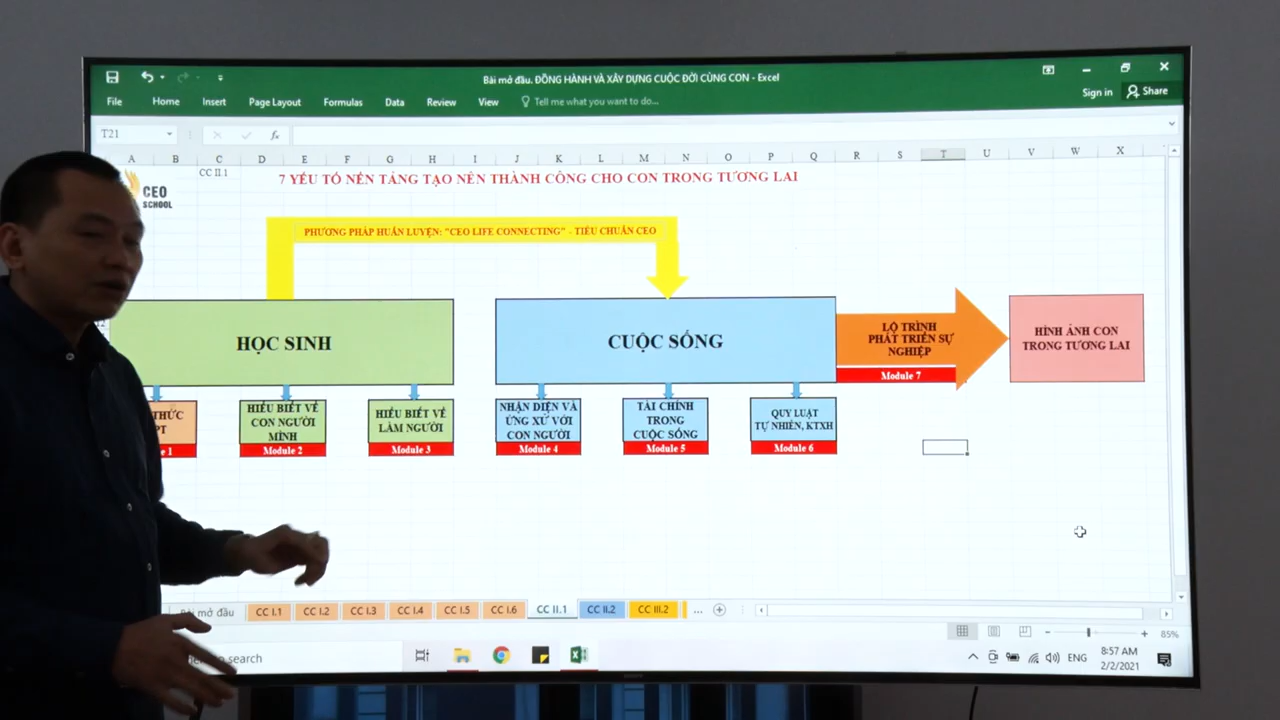 Bài mở đầu. ĐỒNG HÀNH VÀ XÂY DỰNG CUỘC ĐỜI CÙNG CON - Excel
File Home Insert Page Layout Formulas Data Review View Tell me what you want to do... Sign in Share
T21 fx
A B C D E F G H I J K L M N O P Q R S T U V W X
CC II.1
7 YẾU TỐ NỀN TẢNG TẠO NÊN THÀNH CÔNG CHO CON TRONG TƯƠNG LAI
CEO
SCHOOL
PHƯƠNG PHÁP HUẤN LUYỆN: "CEO LIFE CONNECTING" - TIÊU CHUẨN CEO
HỌC SINH
CUỘC SỐNG
LỘ TRÌNH
PHÁT TRIỂN SỰ
NGHIỆP
Module 7
HÌNH ẢNH CON
TRONG TƯƠNG LAI
THỨC
PT
e 1
HIỂU BIẾT VỀ
CON NGƯỜI
MÌNH
Module 2
HIỂU BIẾT VỀ
LÀM NGƯỜI
Module 3
NHẬN DIỆN VÀ
ỨNG XỬ VỚI
CON NGƯỜI
Module 4
TÀI CHÍNH
TRONG
CUỘC SỐNG
Module 5
QUY LUẬT
TỰ NHIÊN, KTXH
Module 6
Bài mở đầu CC I.1 CC I.2 CC I.3 CC I.4 CC I.5 CC I.6 CC II.1 CC II.2 CC III.2 ...
85%
search
ENG
8:57 AM
2/2/2021